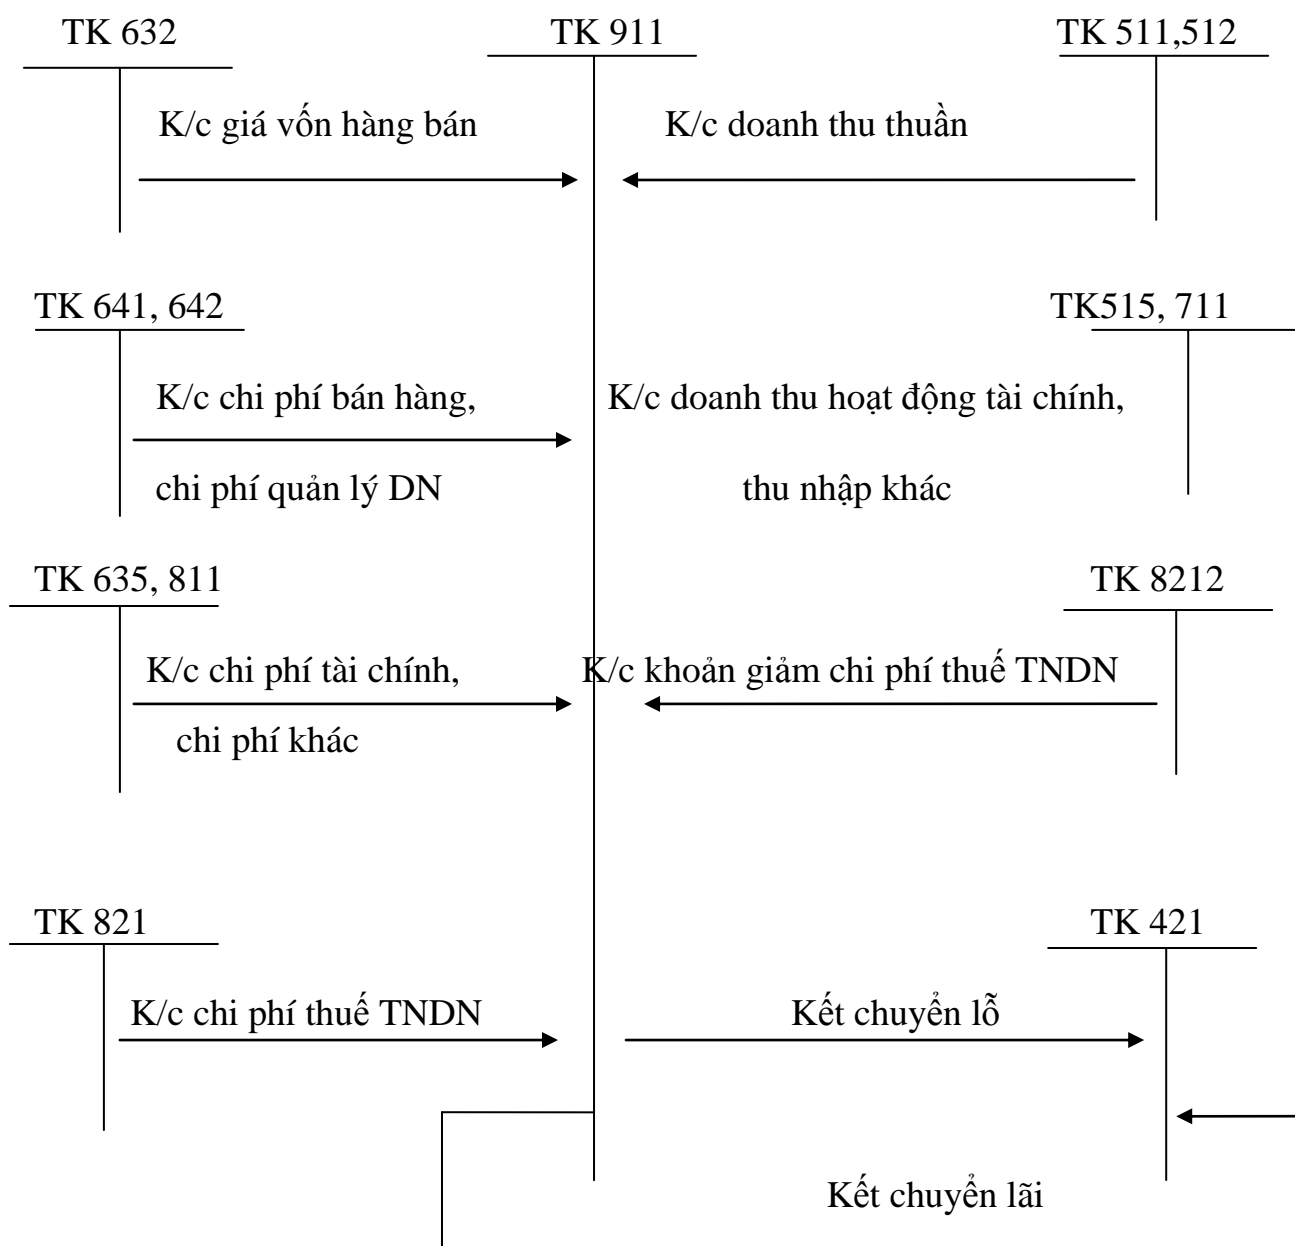 TK 632
TK 911
TK 511,512
K/c giá vốn hàng bán
K/c doanh thu thuần
TK 641, 642
TK515, 711
K/c chi phí bán hàng,
K/c doanh thu hoạt động tài chính,
chi phí quản lý DN
thu nhập khác
TK 635, 811
TK 8212
K/c chi phí tài chính,
K/c khoản giảm chi phí thuế TNDN
chi phí khác
TK 821
TK 421
K/c chi phí thuế TNDN
Kết chuyển lỗ
Kết chuyển lãi